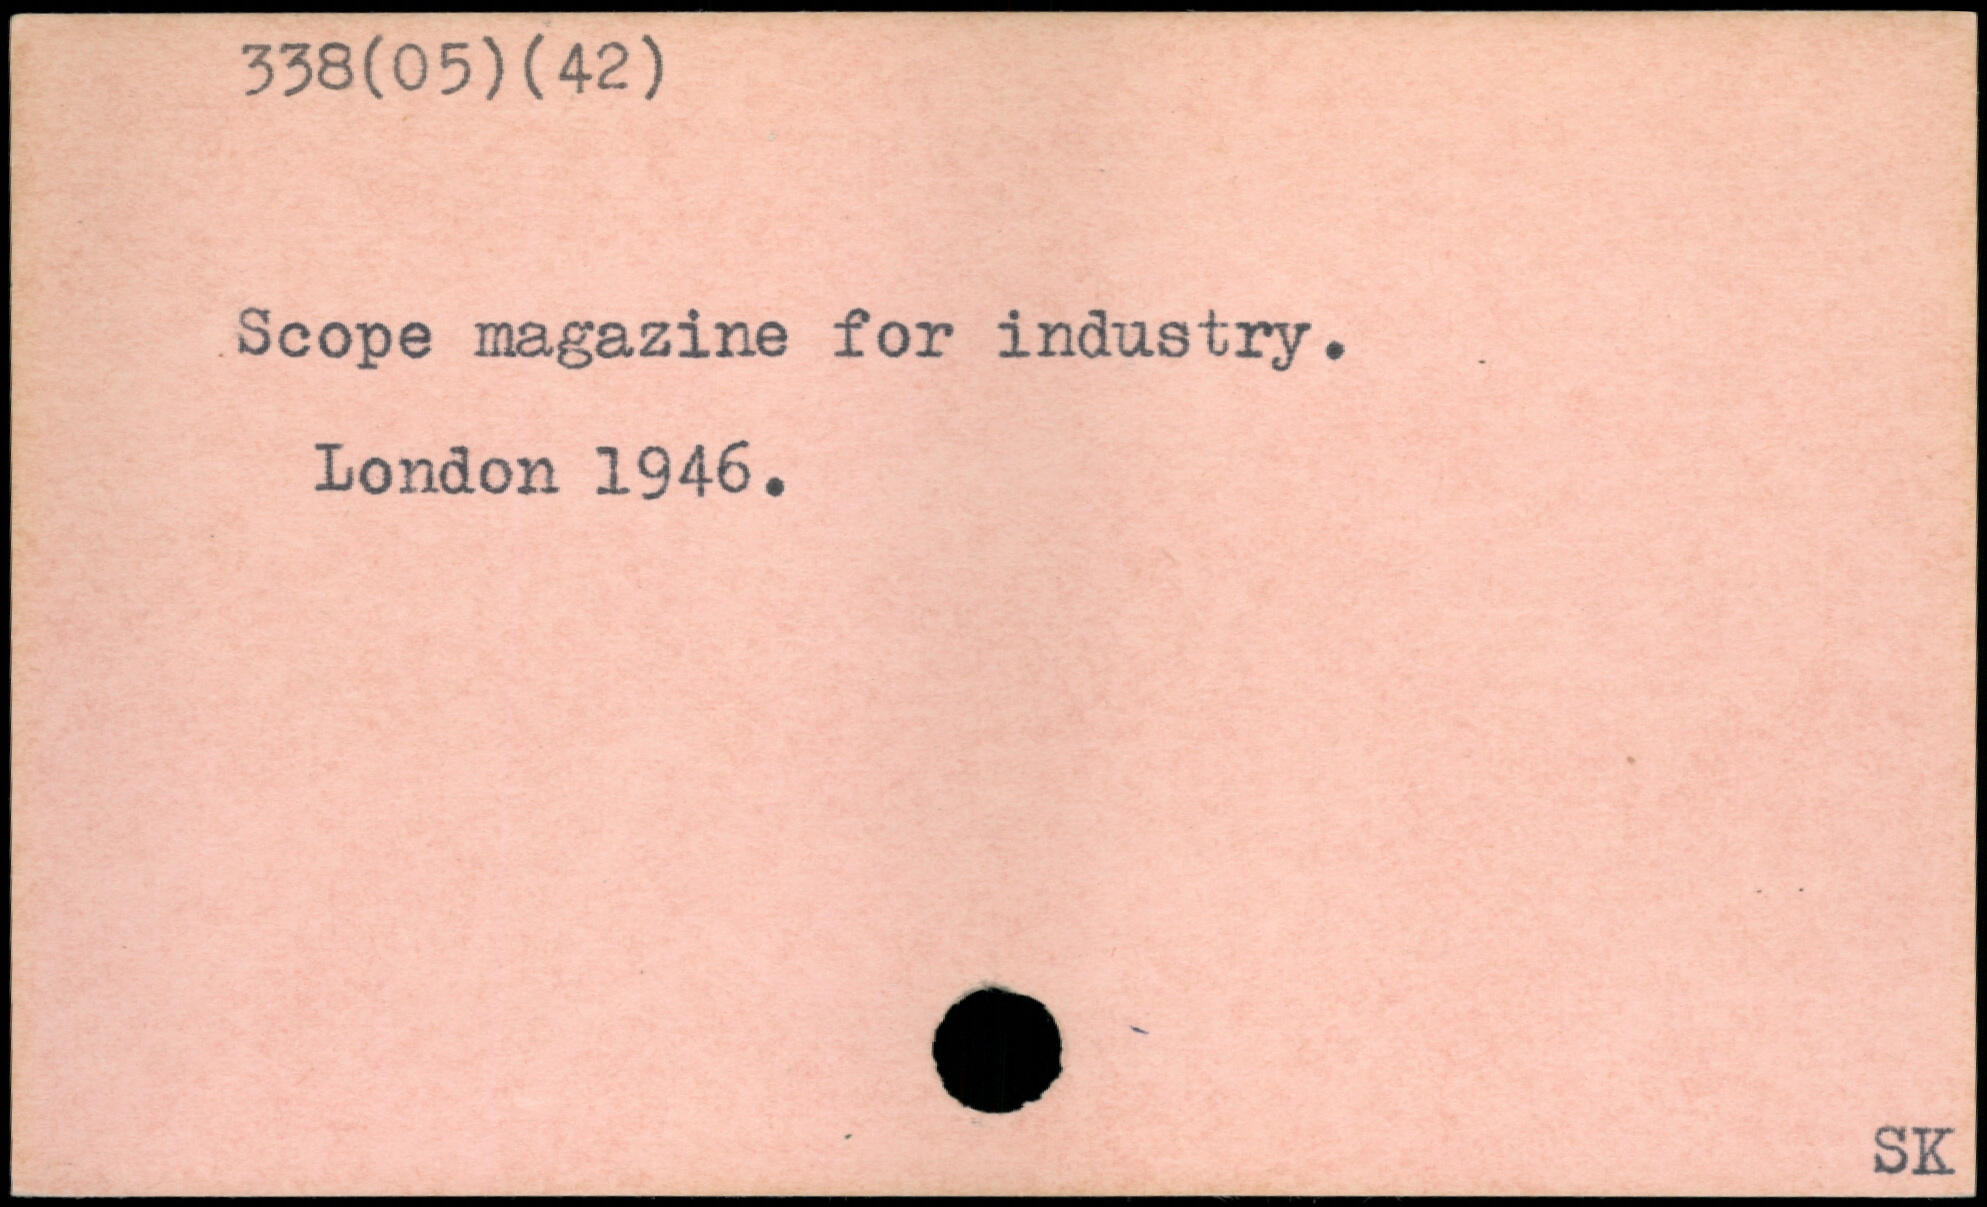 338(05)(42)
Scope magazine for industry.
London 1946.
SK